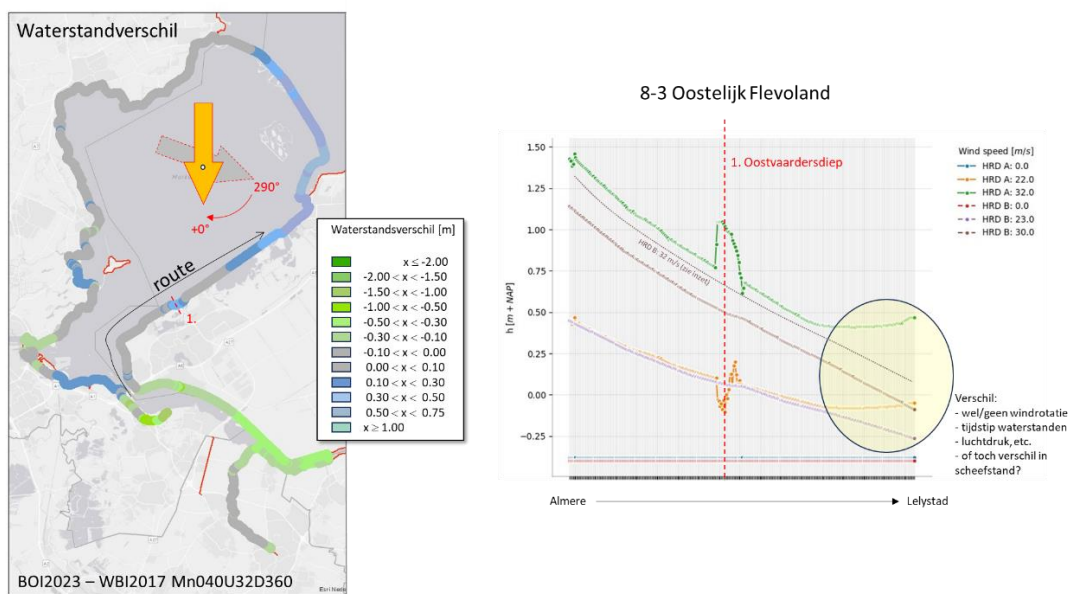 Waterstandverschil
290°
+0°
route
1.
Waterstandsverschil [m]
x ≤ -2.00
-2.00 < x < -1.50
-1.50 < x < -1.00
-1.00 < x < -0.50
-0.50 < x < -0.30
-0.30 < x < -0.10
-0.10 < x < 0.00
0.00 < x < 0.10
0.10 < x < 0.30
0.30 < x < 0.50
0.50 < x < 0.75
x ≥ 1.00
BOI2023 – WBI2017 Mn040U32D360
8-3 Oostelijk Flevoland
1. Oostvaardersdiep
HRD B: 32 m/s (zie inzet)
h [m + NAP]
1.50
1.25
1.00
0.75
0.50
0.25
0.00
−0.25
Wind speed [m/s]
HRD A: 0.0
HRD A: 22.0
HRD A: 32.0
HRD B: 0.0
HRD B: 23.0
HRD B: 30.0
Verschil:
- wel/geen windrotatie
- tijdstip waterstanden
- luchtdruk, etc.
- of toch verschil in
scheefstand?
Almere
Lelystad